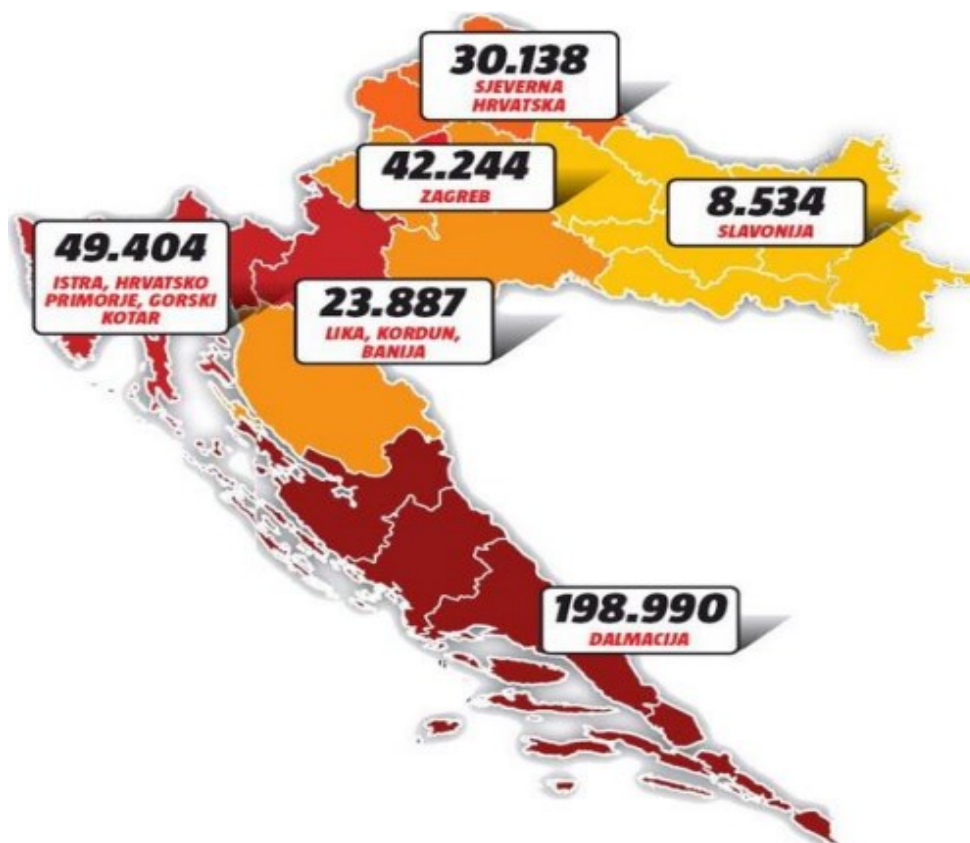 30.138
SJEVERNA
HRVATSKA
42.244
ZAGREB
8.534
SLAVONIJA
49.404
ISTRA, HRVATSKO
PRIMORJE, GORSKI
KOTAR
23.887
LIKA, KORDUN,
BANIJA
198.990
DALMACIJA